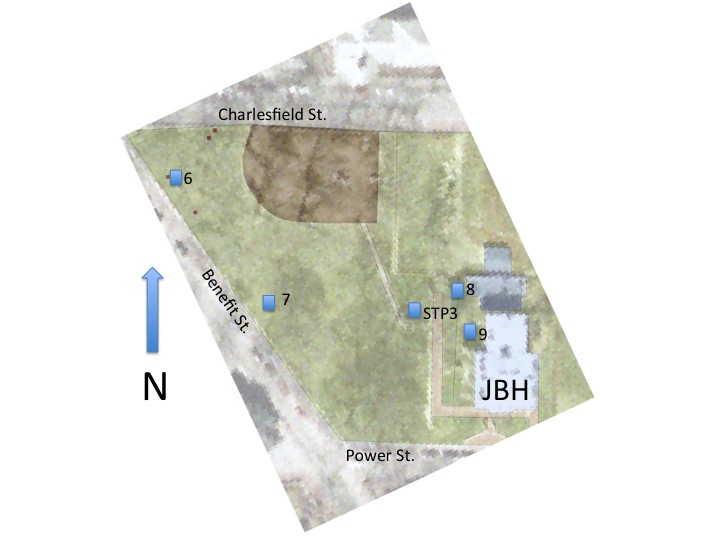 Charlesfield St.
6
Benefit St.
7
8
STP3
9
N
JBH
Power St.